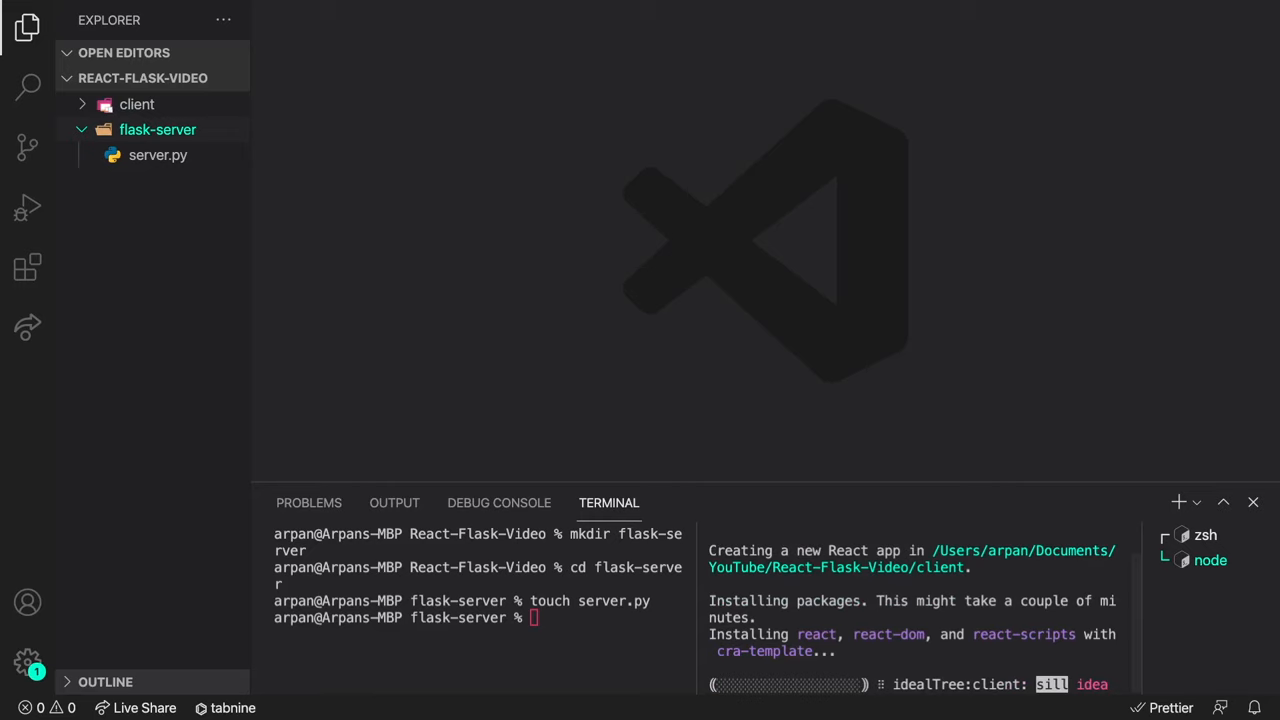 EXPLORER
OPEN EDITORS
REACT-FLASK-VIDEO
client
flask-server
server.py
OUTLINE
PROBLEMS
OUTPUT
DEBUG CONSOLE
TERMINAL
arpan@Arpans-MBP React-Flask-Video % mkdir flask-se
rver
arpan@Arpans-MBP React-Flask-Video % cd flask-serve
r
arpan@Arpans-MBP flask-server % touch server.py
arpan@Arpans-MBP flask-server %
Creating a new React app in /Users/arpan/Documents/
YouTube/React-Flask-Video/client.
Installing packages. This might take a couple of mi
nutes.
Installing react, react-dom, and react-scripts with
cra-template...
idealTree:client: sill idea
zsh
node
1
0 0
Live Share
tabnine
Prettier